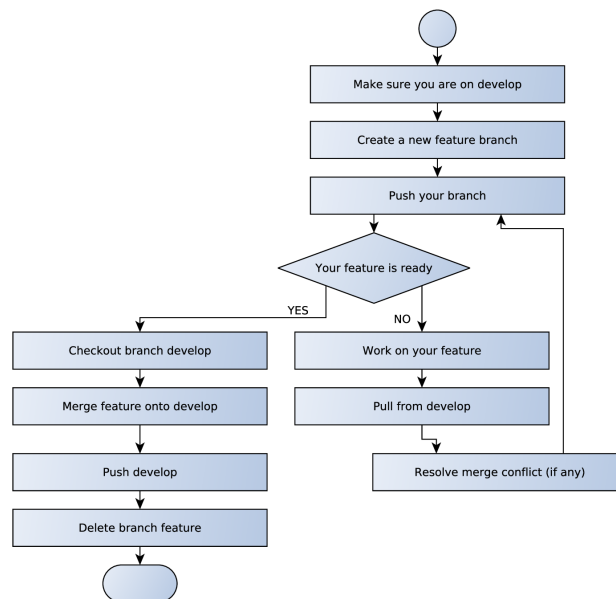 Make sure you are on develop
Create a new feature branch
Push your branch
Your feature is ready
YES
NO
Checkout branch develop
Work on your feature
Merge feature onto develop
Pull from develop
Push develop
Resolve merge conflict (if any)
Delete branch feature